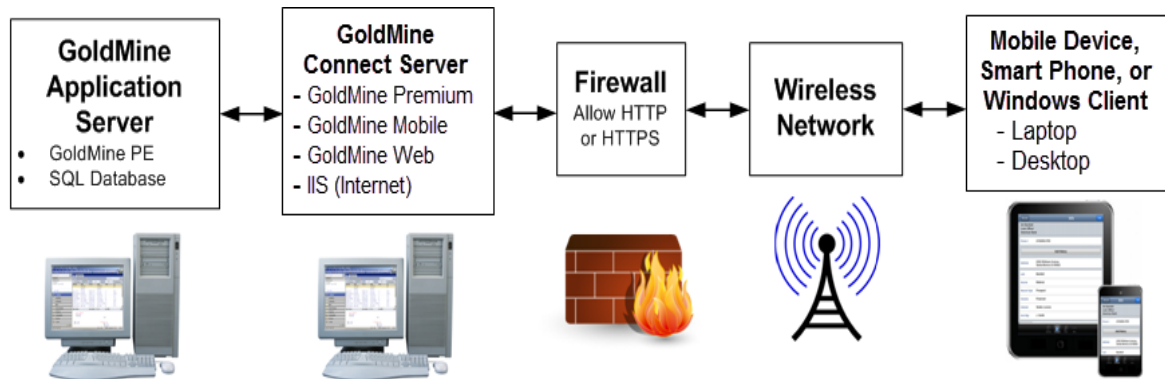 GoldMine
Application
Server
• GoldMine PE
• SQL Database
GoldMine
Connect Server
- GoldMine Premium
- GoldMine Mobile
- GoldMine Web
- IIS (Internet)
Firewall
Allow HTTP
or HTTPS
Wireless
Network
Mobile Device,
Smart Phone, or
Windows Client
- Laptop
- Desktop